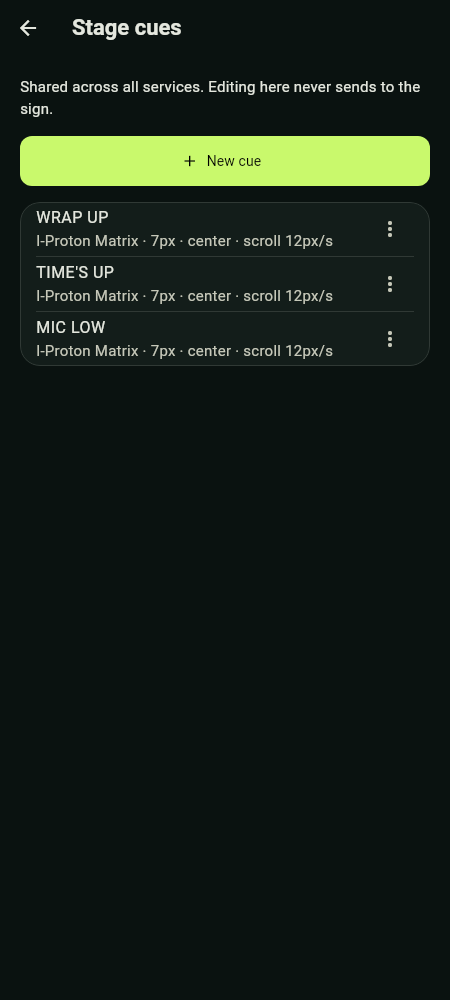 Stage cues
Shared across all services. Editing here never sends to the
sign.
+ New cue
WRAP UP
I-Proton Matrix · 7px · center · scroll 12px/s
TIME'S UP
I-Proton Matrix · 7px · center · scroll 12px/s
MIC LOW
I-Proton Matrix · 7px · center · scroll 12px/s